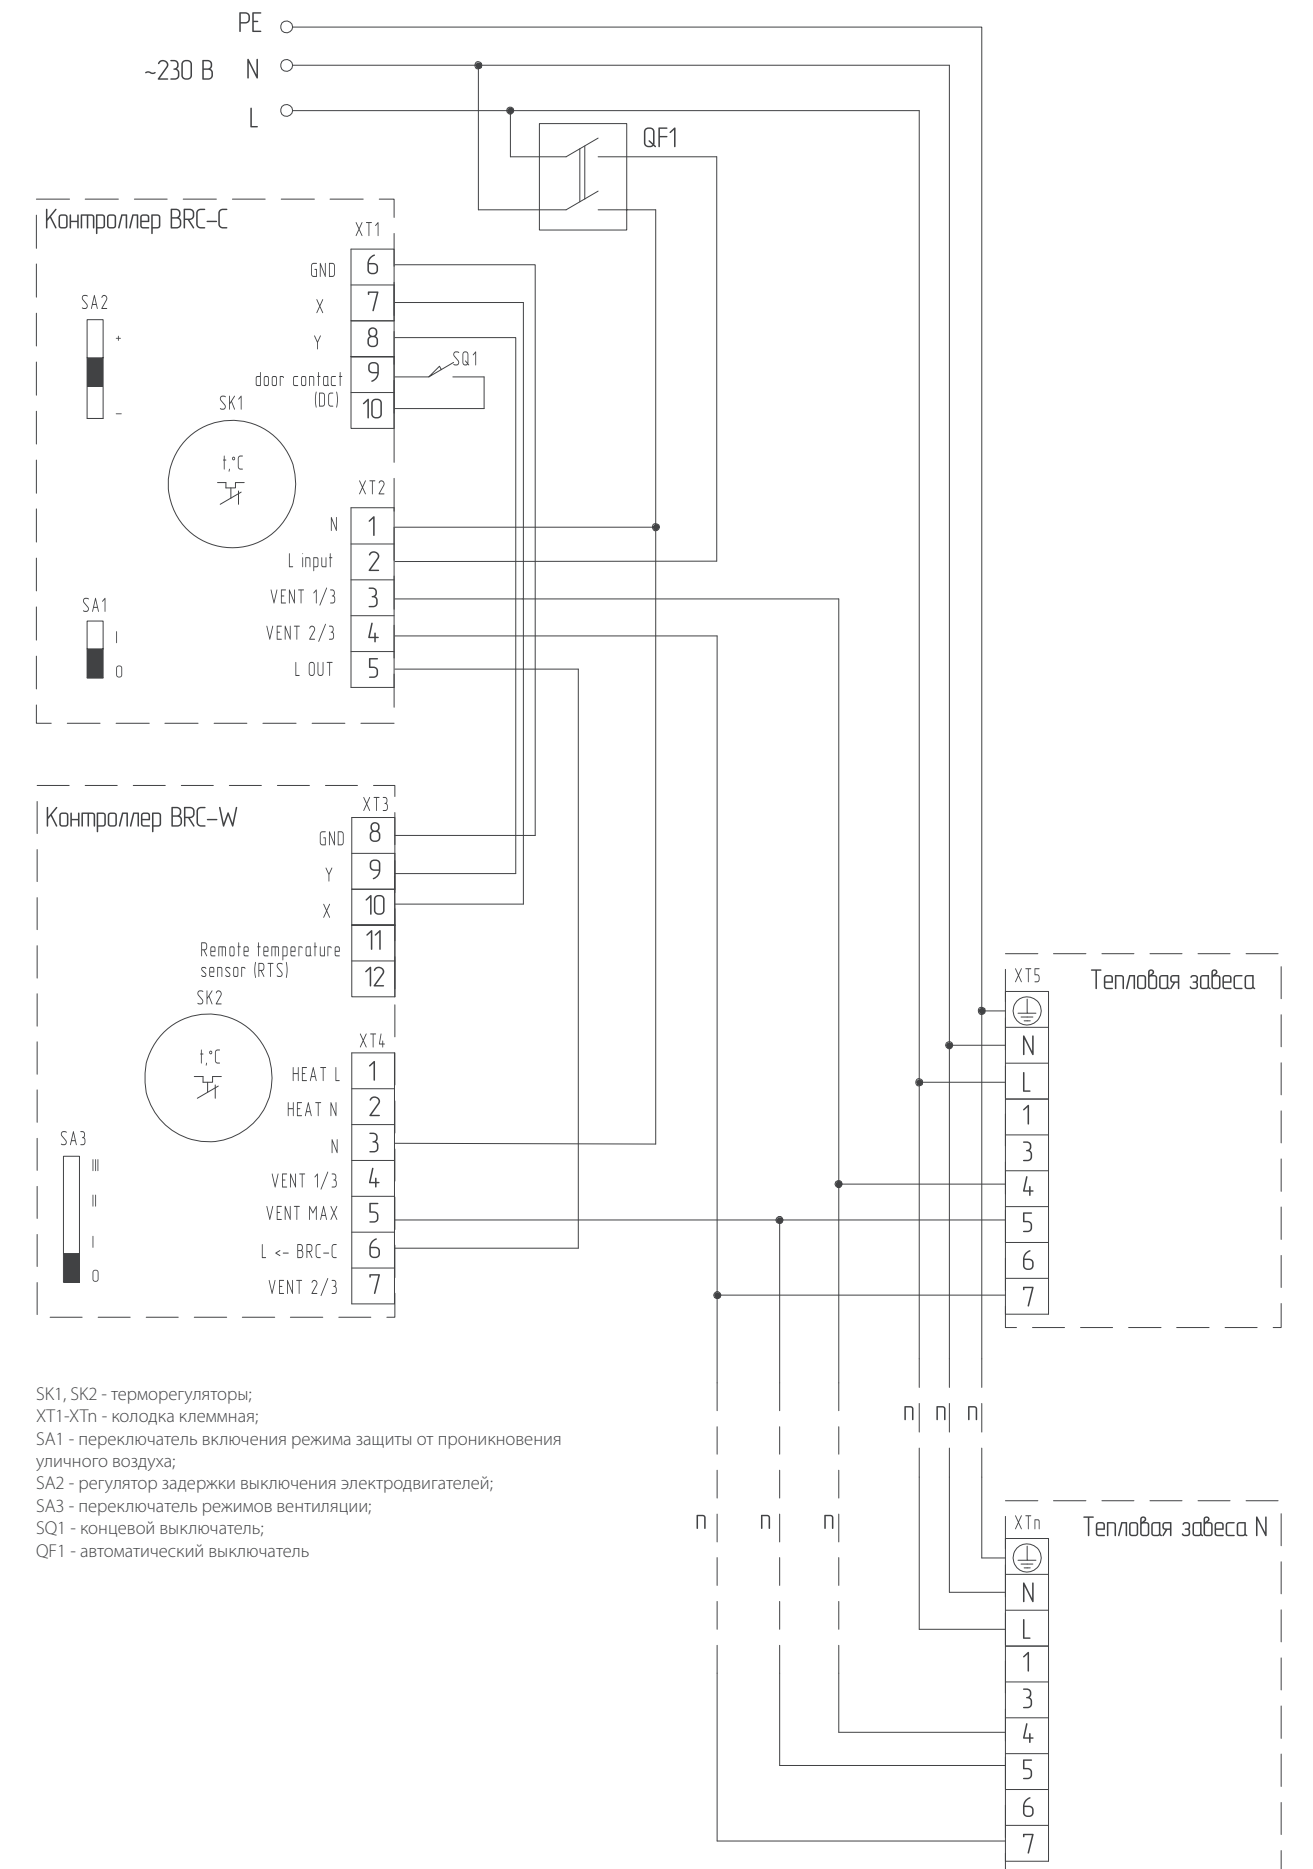 PE
~230 В N
L
QF1
Контроллер BRC-C
XT1
GND 6
X 7
SA2
+
Y 8
SQ1
door contact 9
(DC) 10
–
SK1
t,°C
XT2
N 1
L input 2
VENT 1/3 3
SA1
I
VENT 2/3 4
L OUT 5
0
Контроллер BRC-W
XT3
GND 8
Y 9
X 10
Remote temperature 11
sensor (RTS) 12
SK2
t,°C
XT4
HEAT L 1
HEAT N 2
SA3
N 3
III
VENT 1/3 4
II
VENT MAX 5
I
L <- BRC-C 6
0
VENT 2/3 7
XT5 Тепловая завеса
N
L
1
3
4
5
6
7
п п п
п п п
XTn Тепловая завеса N
N
L
1
3
4
5
6
7
SK1, SK2 - терморегуляторы;
XT1-XTn - колодка клеммная;
SA1 - переключатель включения режима защиты от проникновения
уличного воздуха;
SA2 - регулятор задержки выключения электродвигателей;
SA3 - переключатель режимов вентиляции;
SQ1 - концевой выключатель;
QF1 - автоматический выключатель